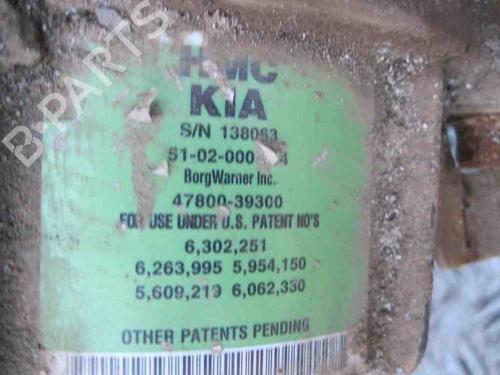 B-PARTS
HMC
KIA
S/N 138063
BorgWarner Inc.
47800-39300
FOR USE UNDER U.S. PATENT NO'S
6,302,251
6,263,995 5,954,150
5,609,219 6,062,330
OTHER PATENTS PENDING